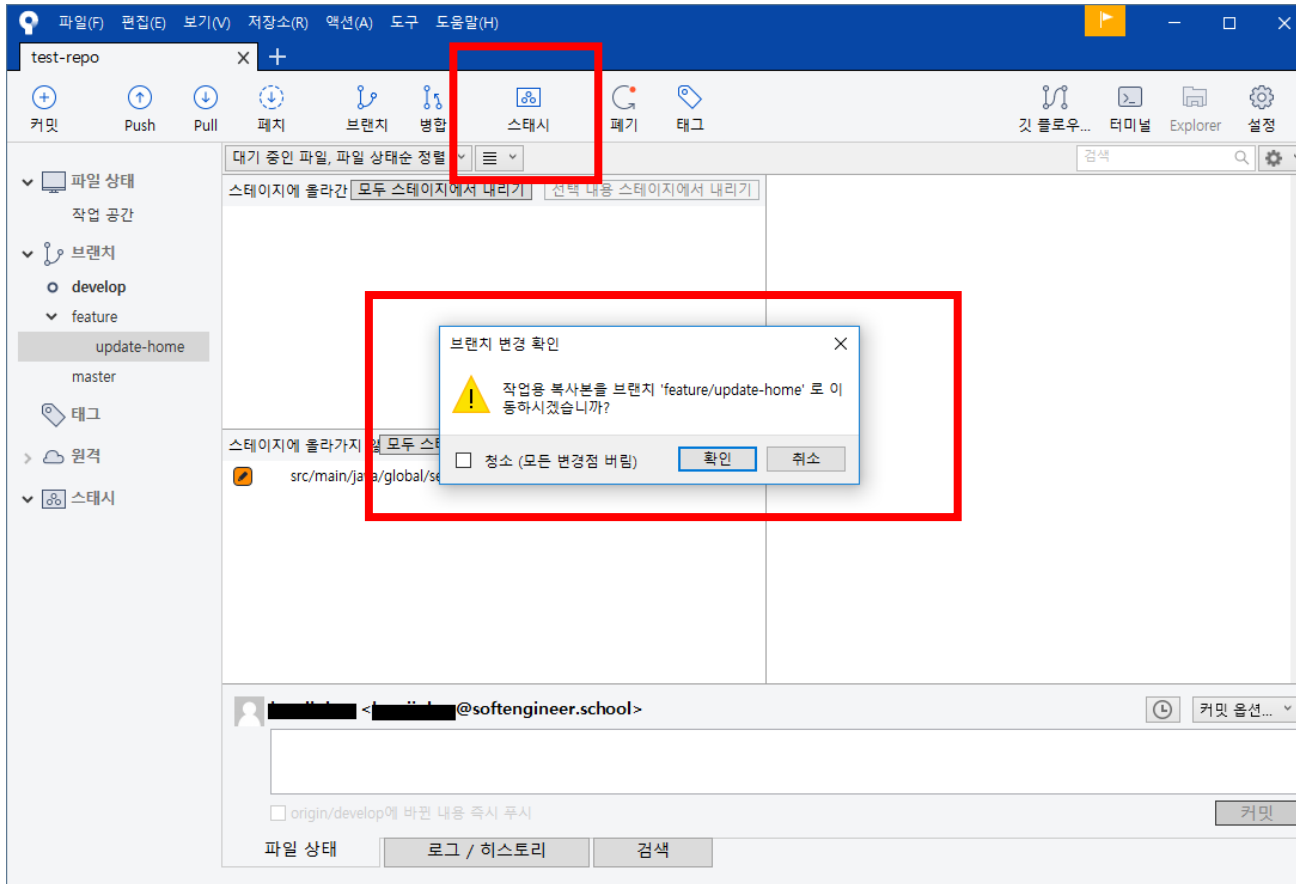 파일(F) 편집(E) 보기(V) 저장소(R) 액션(A) 도구 도움말(H)
test-repo
커밋 Push Pull 페치 브랜치 병합 스태시 폐기 태그 깃 플로우... 터미널 Explorer 설정
대기 중인 파일, 파일 상태순 정렬 검색
파일 상태
작업 공간
브랜치
develop
feature
update-home
master
태그
원격
스태시
스테이지에 올라간 모두 스테이지에서 내리기 선택 내용 스테이지에서 내리기
브랜치 변경 확인
작업용 복사본을 브랜치 'feature/update-home' 로 이
동하시겠습니까?
청소 (모든 변경점 버림) 확인 취소
스테이지에 올라가지 모두
src/main/java/global/se
@softengineer.school>
커밋 옵션...
origin/develop에 바뀐 내용 즉시 푸시
커밋
파일 상태 로그 / 히스토리 검색